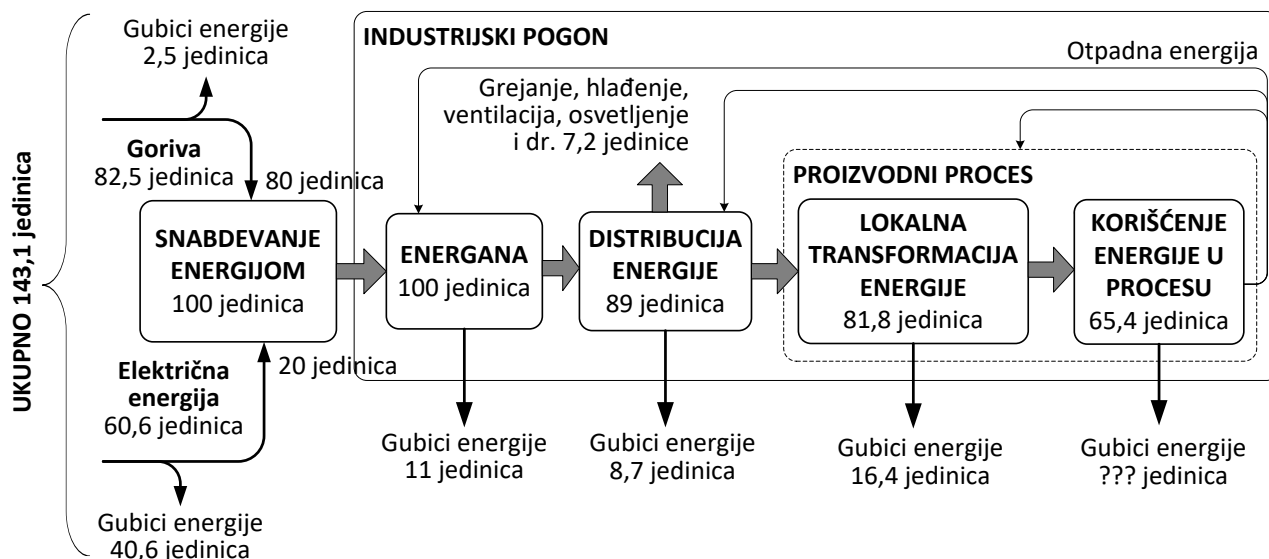 UKUPNO 143,1 jedinica
Gubici energije
2,5 jedinica
Goriva
82,5 jedinica
80 jedinica
SNABDEVANJE
ENERGIJOM
100 jedinica
Električna
energija
60,6 jedinica
20 jedinica
Gubici energije
40,6 jedinica
INDUSTRIJSKI POGON
Otpadna energija
Grejanje, hlađenje,
ventilacija, osvetljenje
i dr. 7,2 jedinice
ENERGANA
100 jedinica
DISTRIBUCIJA
ENERGIJE
89 jedinica
PROIZVODNI PROCES
LOKALNA
TRANSFORMACIJA
ENERGIJE
81,8 jedinica
KORIŠĆENJE
ENERGIJE U
PROCESU
65,4 jedinica
Gubici energije
11 jedinica
Gubici energije
8,7 jedinica
Gubici energije
16,4 jedinica
Gubici energije
??? jedinica